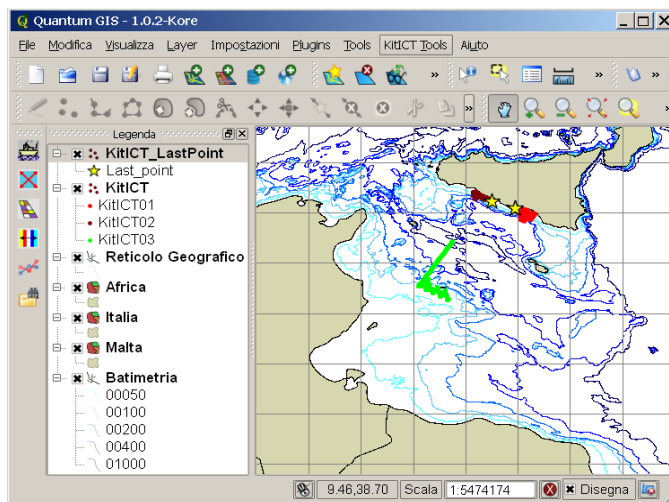 Quantum GIS - 1.0.2-Kore
File Modifica Visualizza Layer Impostazioni Plugins Tools KitICT Tools Aiuto
» » »
» »
Legenda
KitICT_LastPoint
Last_point
KitICT
KitICT01
KitICT02
KitICT03
Reticolo Geografico
Africa
Italia
Malta
Batimetria
00050
00100
00200
00400
01000
9.46,38.70 Scala 1:5474174 Disegna